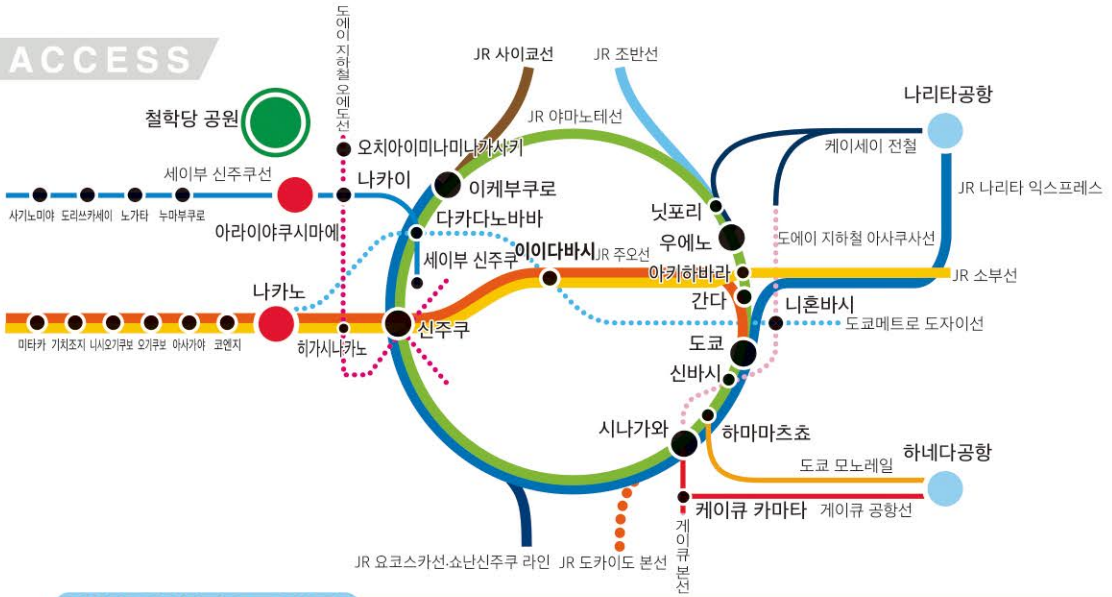 ACCESS
도에이 지하철 오에도선
JR 사이쿄선
JR 조반선
나리타공항
철학당 공원
JR 야마노테선
케이세이 전철
오치아이미나미나가사키
세이부 신주쿠선
나카이
이케부쿠로
JR 나리타 익스프레스
사기노미야
도리쓰카세이
노가타
누마부쿠로
아라이야쿠시마에
다카다노바바
닛포리
우에노
도에이 지하철 아사쿠사선
세이부 신주쿠
이이다바시
JR 주오선
아키하바라
JR 소부선
나카노
간다
니혼바시
미타카
기치조지
니시오기쿠보
오기쿠보
아사가야
코엔지
히가시나카노
신주쿠
도쿄메트로 도자이선
도쿄
신바시
시나가와
하마마츠쵸
도쿄 모노레일
하네다공항
케이큐 카마타
게이큐 공항선
게이큐 본선
JR 요코스카선.쇼난신주쿠 라인
JR 도카이도 본선